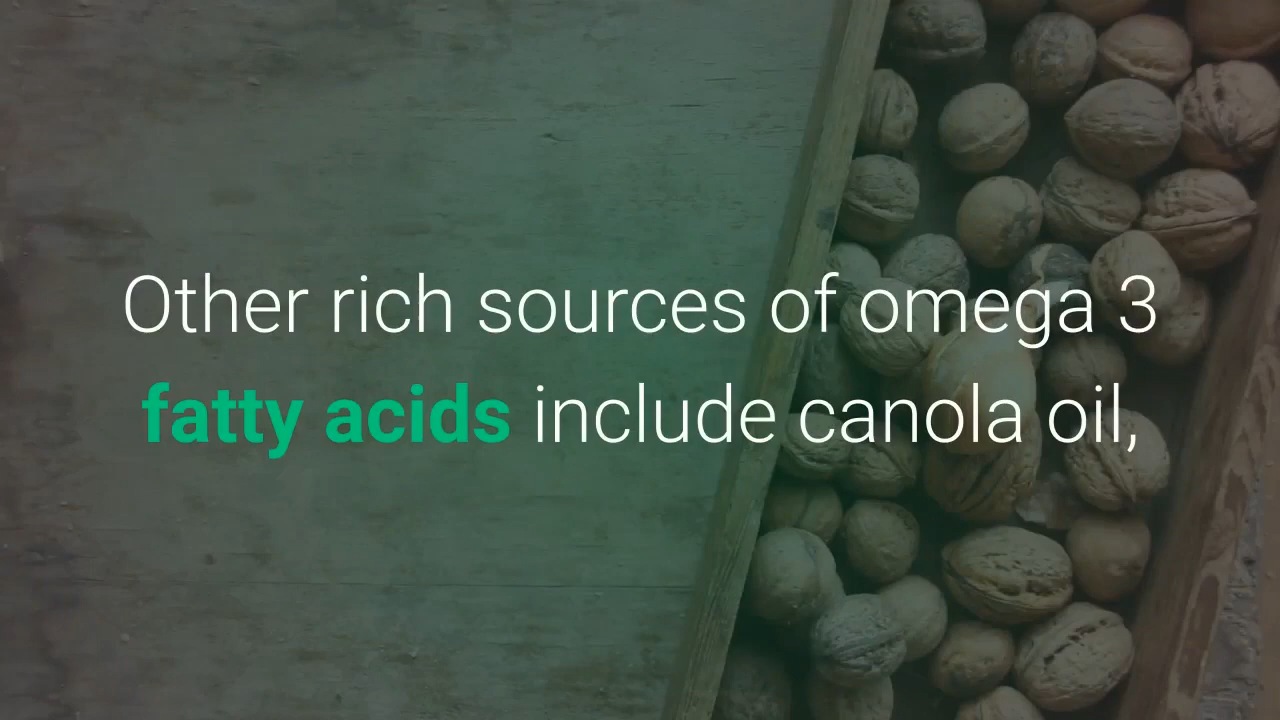 Other rich sources of omega 3
fatty acids include canola oil,